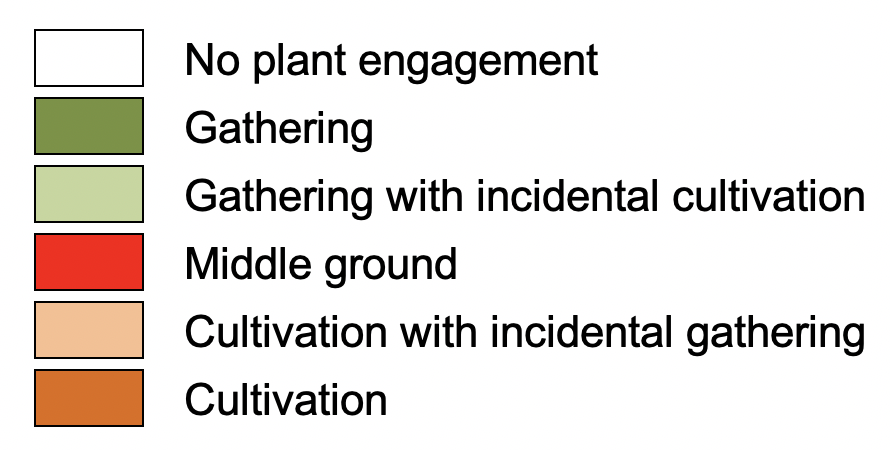 No plant engagement
Gathering
Gathering with incidental cultivation
Middle ground
Cultivation with incidental gathering
Cultivation